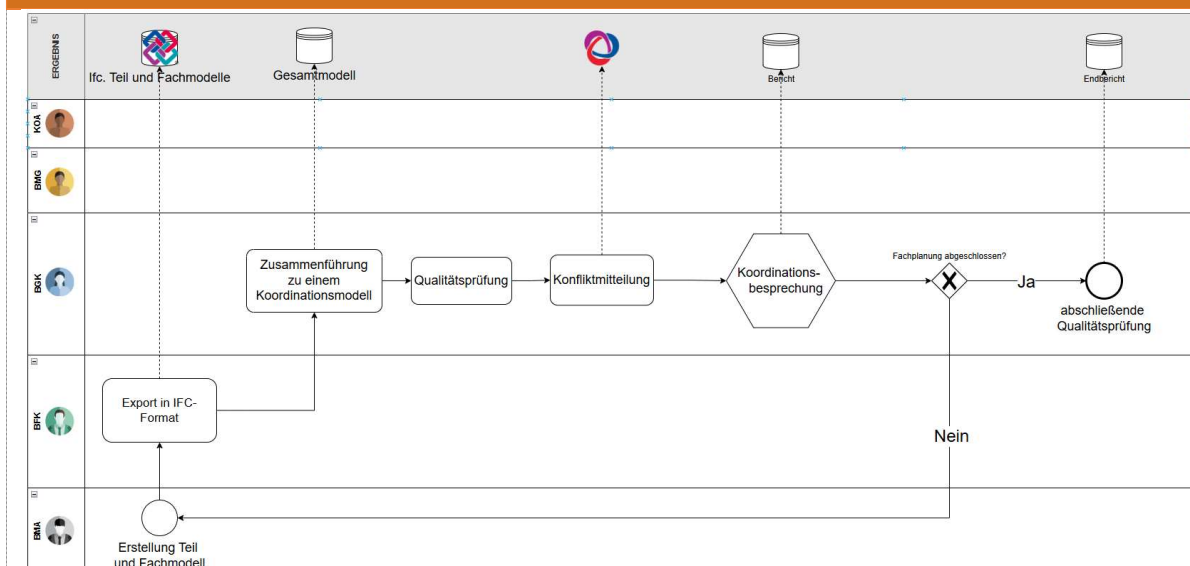 ERGEBNIS
Ifc. Teil und Fachmodelle
Gesamtmodell
Bericht
Endbericht
KOA
BMG
BGK
Zusammenführung
zu einem
Koordinationsmodell
Qualitätsprüfung
Konfliktmitteilung
Koordinations-
besprechung
Fachplanung abgeschlossen?
Ja
abschließende
Qualitätsprüfung
BFK
Export in IFC-
Format
Nein
BMA
Erstellung Teil
und Fachmodell